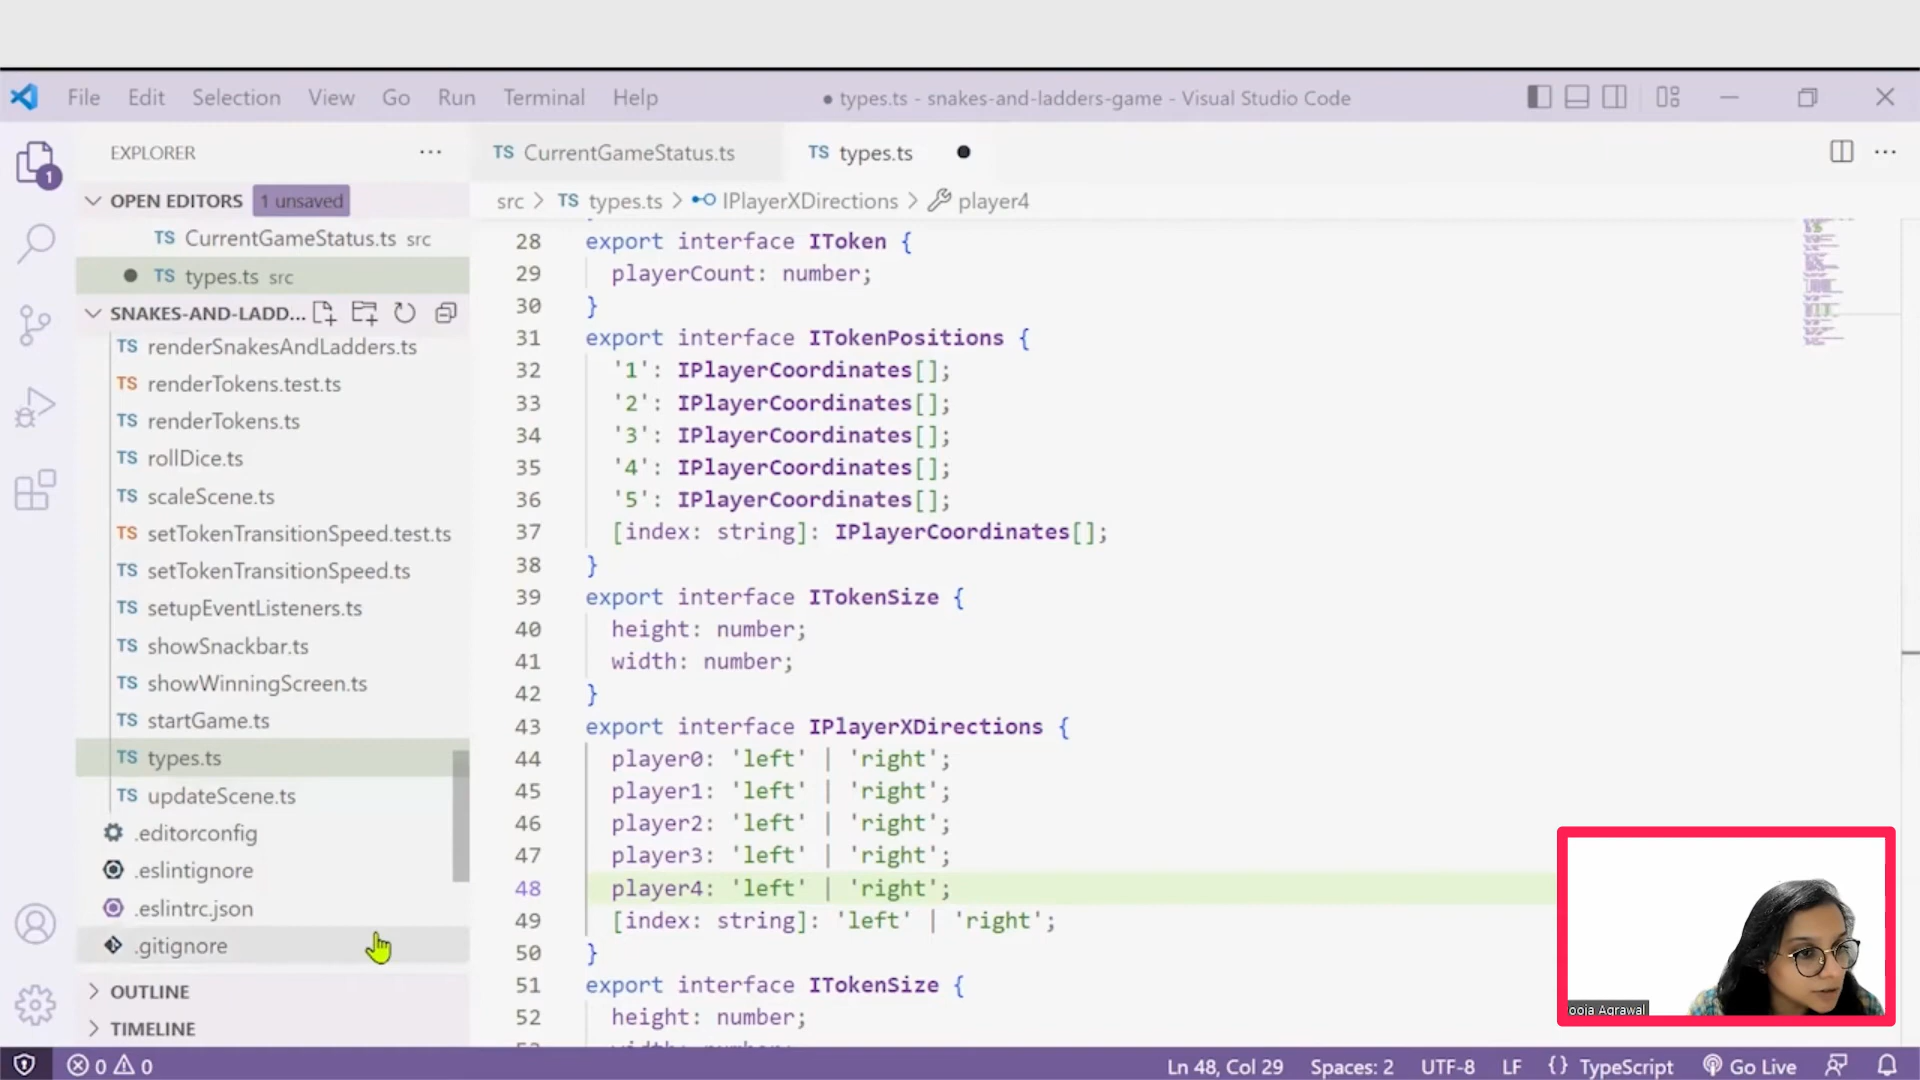 File Edit Selection View Go Run Terminal Help
● types.ts - snakes-and-ladders-game - Visual Studio Code
EXPLORER
OPEN EDITORS 1 unsaved
TS CurrentGameStatus.ts src
● TS types.ts src
SNAKES-AND-LADD...
TS renderSnakesAndLadders.ts
TS renderTokens.test.ts
TS renderTokens.ts
TS rollDice.ts
TS scaleScene.ts
TS setTokenTransitionSpeed.test.ts
TS setTokenTransitionSpeed.ts
TS setupEventListeners.ts
TS showSnackbar.ts
TS showWinningScreen.ts
TS startGame.ts
TS types.ts
TS updateScene.ts
.editorconfig
.eslintignore
.eslintrc.json
.gitignore
OUTLINE
TIMELINE
1
TS CurrentGameStatus.ts TS types.ts ●
src > TS types.ts > IPlayerXDirections > player4
28 export interface IToken {
29 playerCount: number;
30 }
31 export interface ITokenPositions {
32 '1': IPlayerCoordinates[];
33 '2': IPlayerCoordinates[];
34 '3': IPlayerCoordinates[];
35 '4': IPlayerCoordinates[];
36 '5': IPlayerCoordinates[];
37 [index: string]: IPlayerCoordinates[];
38 }
39 export interface ITokenSize {
40 height: number;
41 width: number;
42 }
43 export interface IPlayerXDirections {
44 player0: 'left' | 'right';
45 player1: 'left' | 'right';
46 player2: 'left' | 'right';
47 player3: 'left' | 'right';
48 player4: 'left' | 'right';
49 [index: string]: 'left' | 'right';
50 }
51 export interface ITokenSize {
52 height: number;
ooja Agrawal
0 0
Ln 48, Col 29 Spaces: 2 UTF-8 LF {} TypeScript Go Live